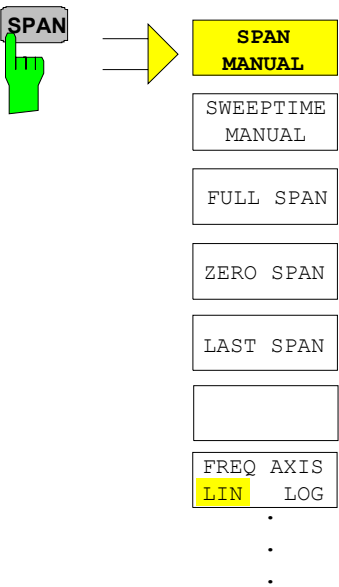 SPAN
SPAN
MANUAL
SWEEPTIME
MANUAL
FULL SPAN
ZERO SPAN
LAST SPAN
FREQ AXIS
LIN LOG
.
.
.